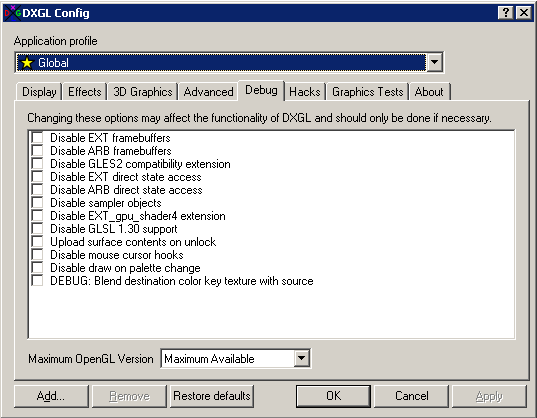 DXGL Config
Application profile
Global
Display Effects 3D Graphics Advanced Debug Hacks Graphics Tests About
Changing these options may affect the functionality of DXGL and should only be done if necessary.
Disable EXT framebuffers
Disable ARB framebuffers
Disable GLES2 compatibility extension
Disable EXT direct state access
Disable ARB direct state access
Disable sampler objects
Disable EXT_gpu_shader4 extension
Disable GLSL 1.30 support
Upload surface contents on unlock
Disable mouse cursor hooks
Disable draw on palette change
DEBUG: Blend destination color key texture with source
Maximum OpenGL Version Maximum Available
Add... Remove Restore defaults OK Cancel Apply